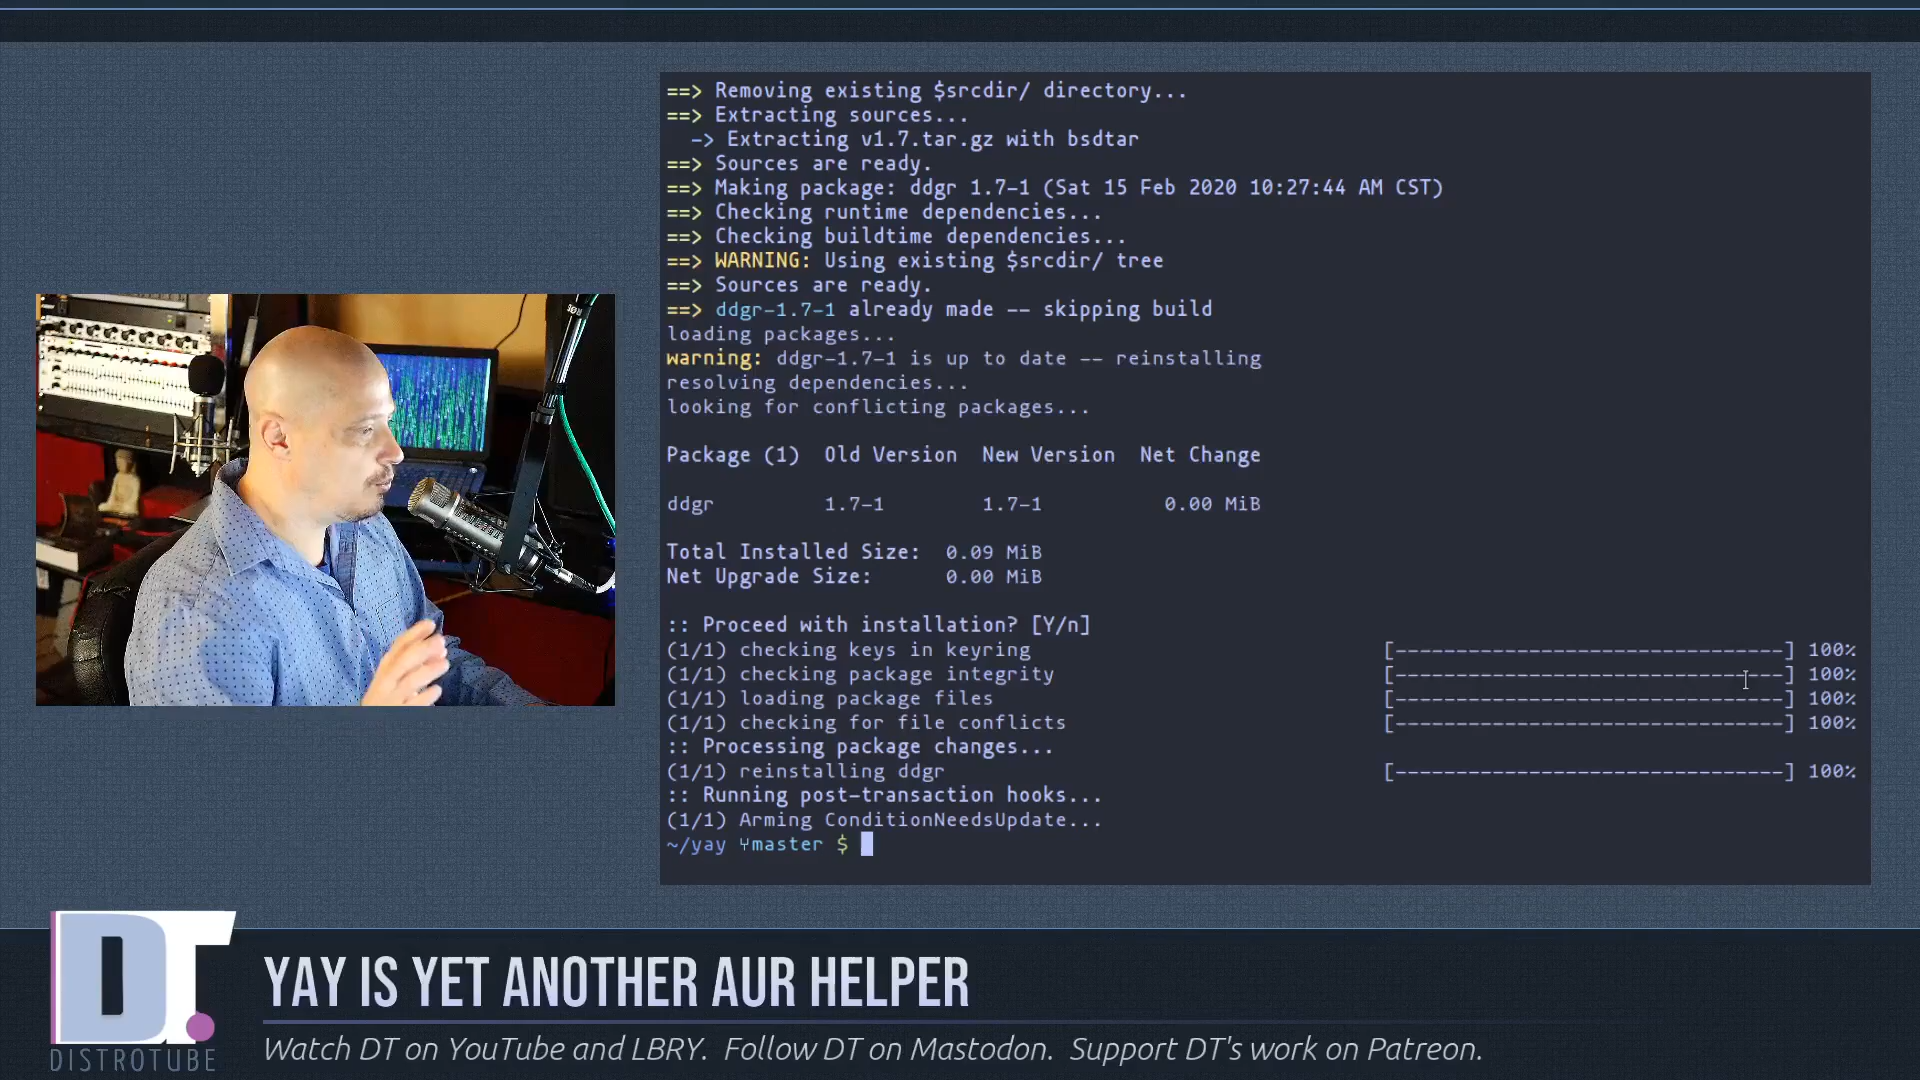 ==> Removing existing $srcdir/ directory...
==> Extracting sources...
  -> Extracting v1.7.tar.gz with bsdtar
==> Sources are ready.
==> Making package: ddgr 1.7-1 (Sat 15 Feb 2020 10:27:44 AM CST)
==> Checking runtime dependencies...
==> Checking buildtime dependencies...
==> WARNING: Using existing $srcdir/ tree
==> Sources are ready.
==> ddgr-1.7-1 already made -- skipping build
loading packages...
warning: ddgr-1.7-1 is up to date -- reinstalling
resolving dependencies...
looking for conflicting packages...
Package (1)  Old Version  New Version  Net Change
ddgr         1.7-1        1.7-1          0.00 MiB
Total Installed Size:  0.09 MiB
Net Upgrade Size:      0.00 MiB
:: Proceed with installation? [Y/n]
(1/1) checking keys in keyring [--------------------------------] 100%
(1/1) checking package integrity [--------------------------------] 100%
(1/1) loading package files [--------------------------------] 100%
(1/1) checking for file conflicts [--------------------------------] 100%
:: Processing package changes...
(1/1) reinstalling ddgr [--------------------------------] 100%
:: Running post-transaction hooks...
(1/1) Arming ConditionNeedsUpdate...
~/yay Ymaster $
DT
DISTROTUBE
YAY IS YET ANOTHER AUR HELPER
Watch DT on YouTube and LBRY.  Follow DT on Mastodon.  Support DT's work on Patreon.